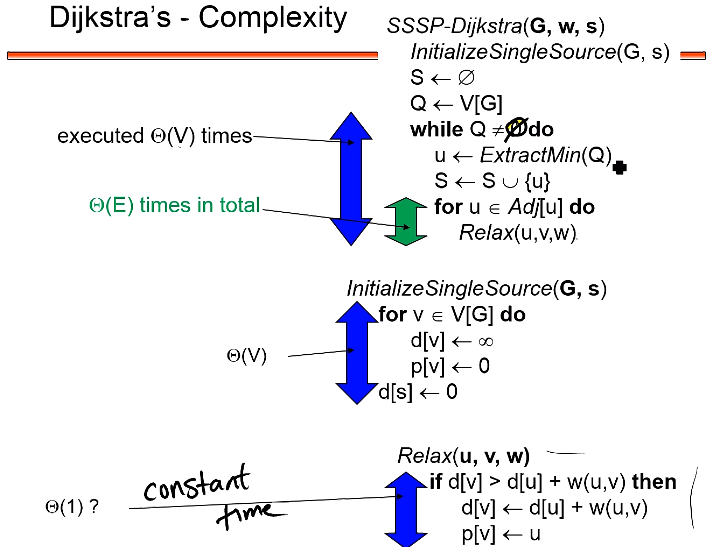 Dijkstra's - Complexity
SSSP-Dijkstra(G, w, s)
InitializeSingleSource(G, s)
S ← ∅
Q ← V[G]
while Q ≠ ∅ do
executed Θ(V) times
u ← ExtractMin(Q)
S ← S ∪ {u}
Θ(E) times in total
for u ∈ Adj[u] do
Relax(u,v,w)
InitializeSingleSource(G, s)
for v ∈ V[G] do
d[v] ← ∞
Θ(V)
p[v] ← 0
d[s] ← 0
Relax(u, v, w)
if d[v] > d[u] + w(u,v) then
Θ(1) ?
constant
time
d[v] ← d[u] + w(u,v)
p[v] ← u